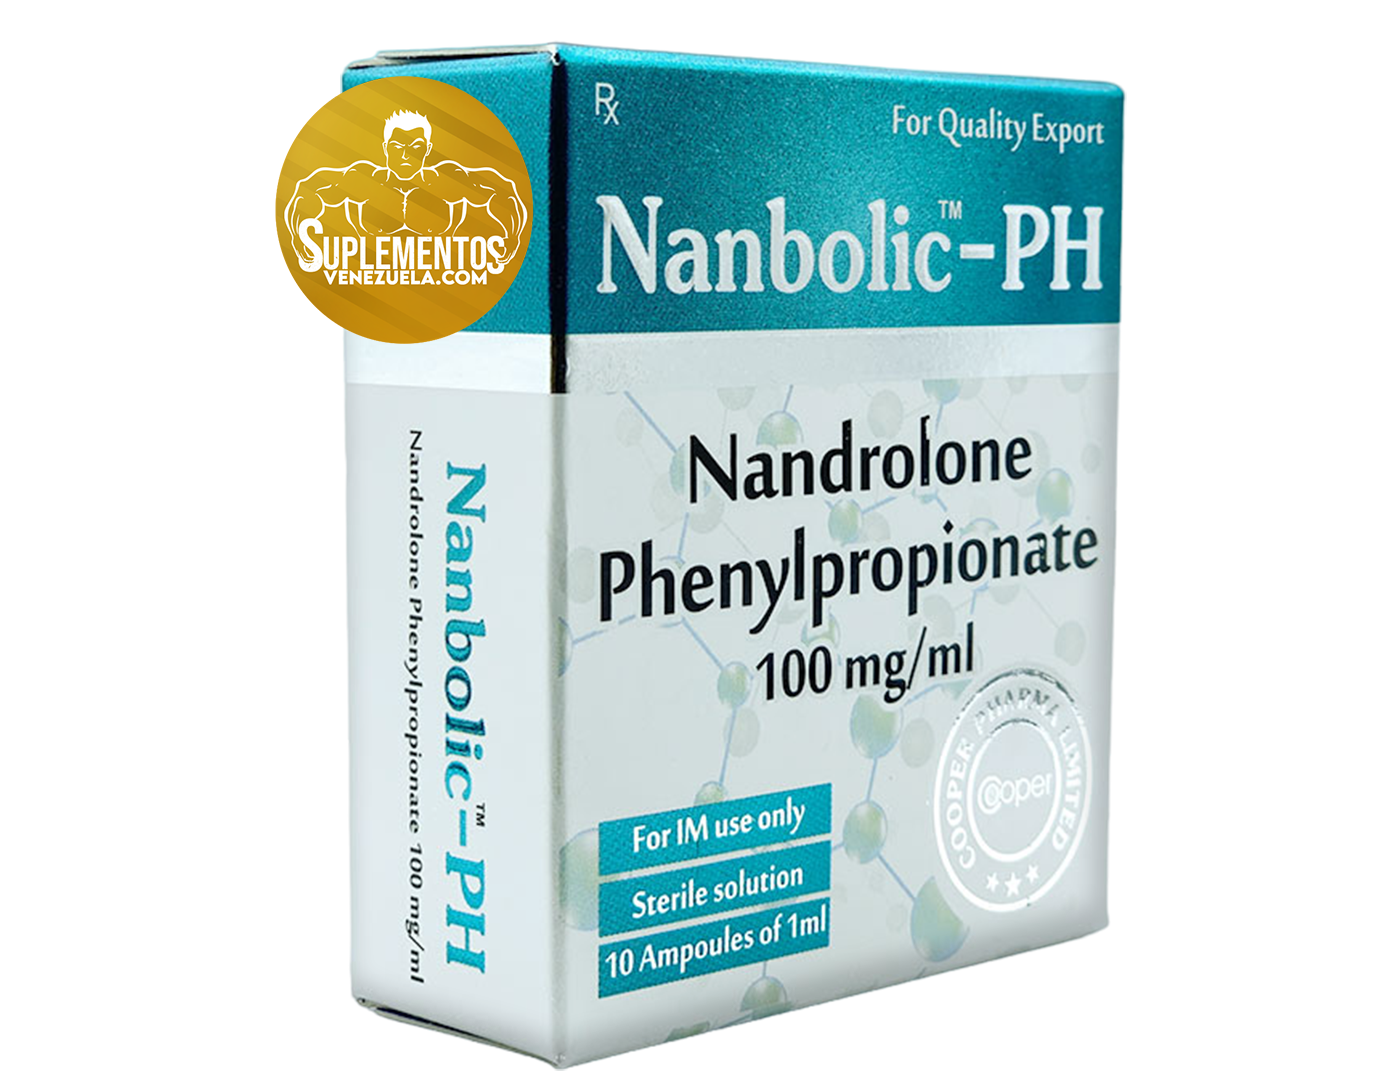 SUPLEMENTOS
VENEZUELA.COM
Rx
For Quality Export
Nanbolic™-PH
Nandrolone
Phenylpropionate
100 mg/ml
For IM use only
Sterile solution
10 Ampoules of 1ml
COOPER PHARMA LIMITED
Cooper
Nanbolic™-PH
Nandrolone Phenylpropionate 100 mg/ml